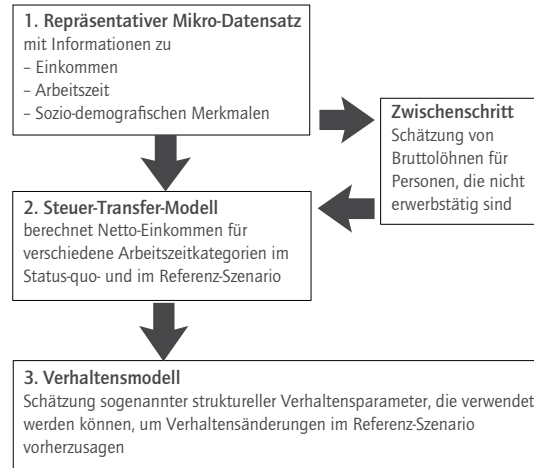 1. Repräsentativer Mikro-Datensatz
mit Informationen zu
– Einkommen
– Arbeitszeit
– Sozio-demografischen Merkmalen
Zwischenschritt
Schätzung von
Bruttolöhnen für
Personen, die nicht
erwerbstätig sind
2. Steuer-Transfer-Modell
berechnet Netto-Einkommen für
verschiedene Arbeitszeitkategorien im
Status-quo- und im Referenz-Szenario
3. Verhaltensmodell
Schätzung sogenannter struktureller Verhaltensparameter, die verwendet
werden können, um Verhaltensänderungen im Referenz-Szenario
vorherzusagen